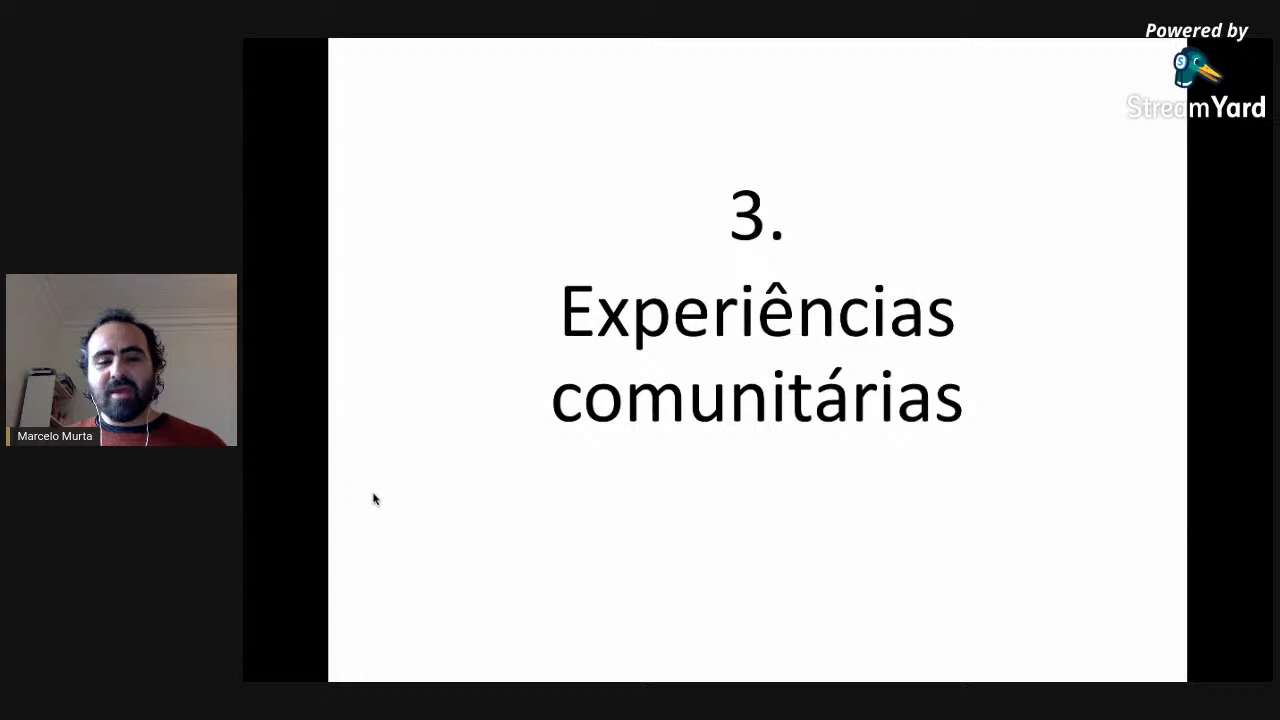 Powered by
StreamYard
3.
Experiências
comunitárias
Marcelo Murta